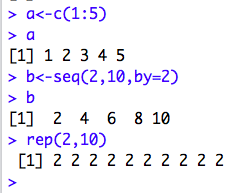 > a<-c(1:5)
> a
[1] 1 2 3 4 5
> b<-seq(2,10,by=2)
> b
[1]  2  4  6  8 10
> rep(2,10)
 [1] 2 2 2 2 2 2 2 2 2 2
>